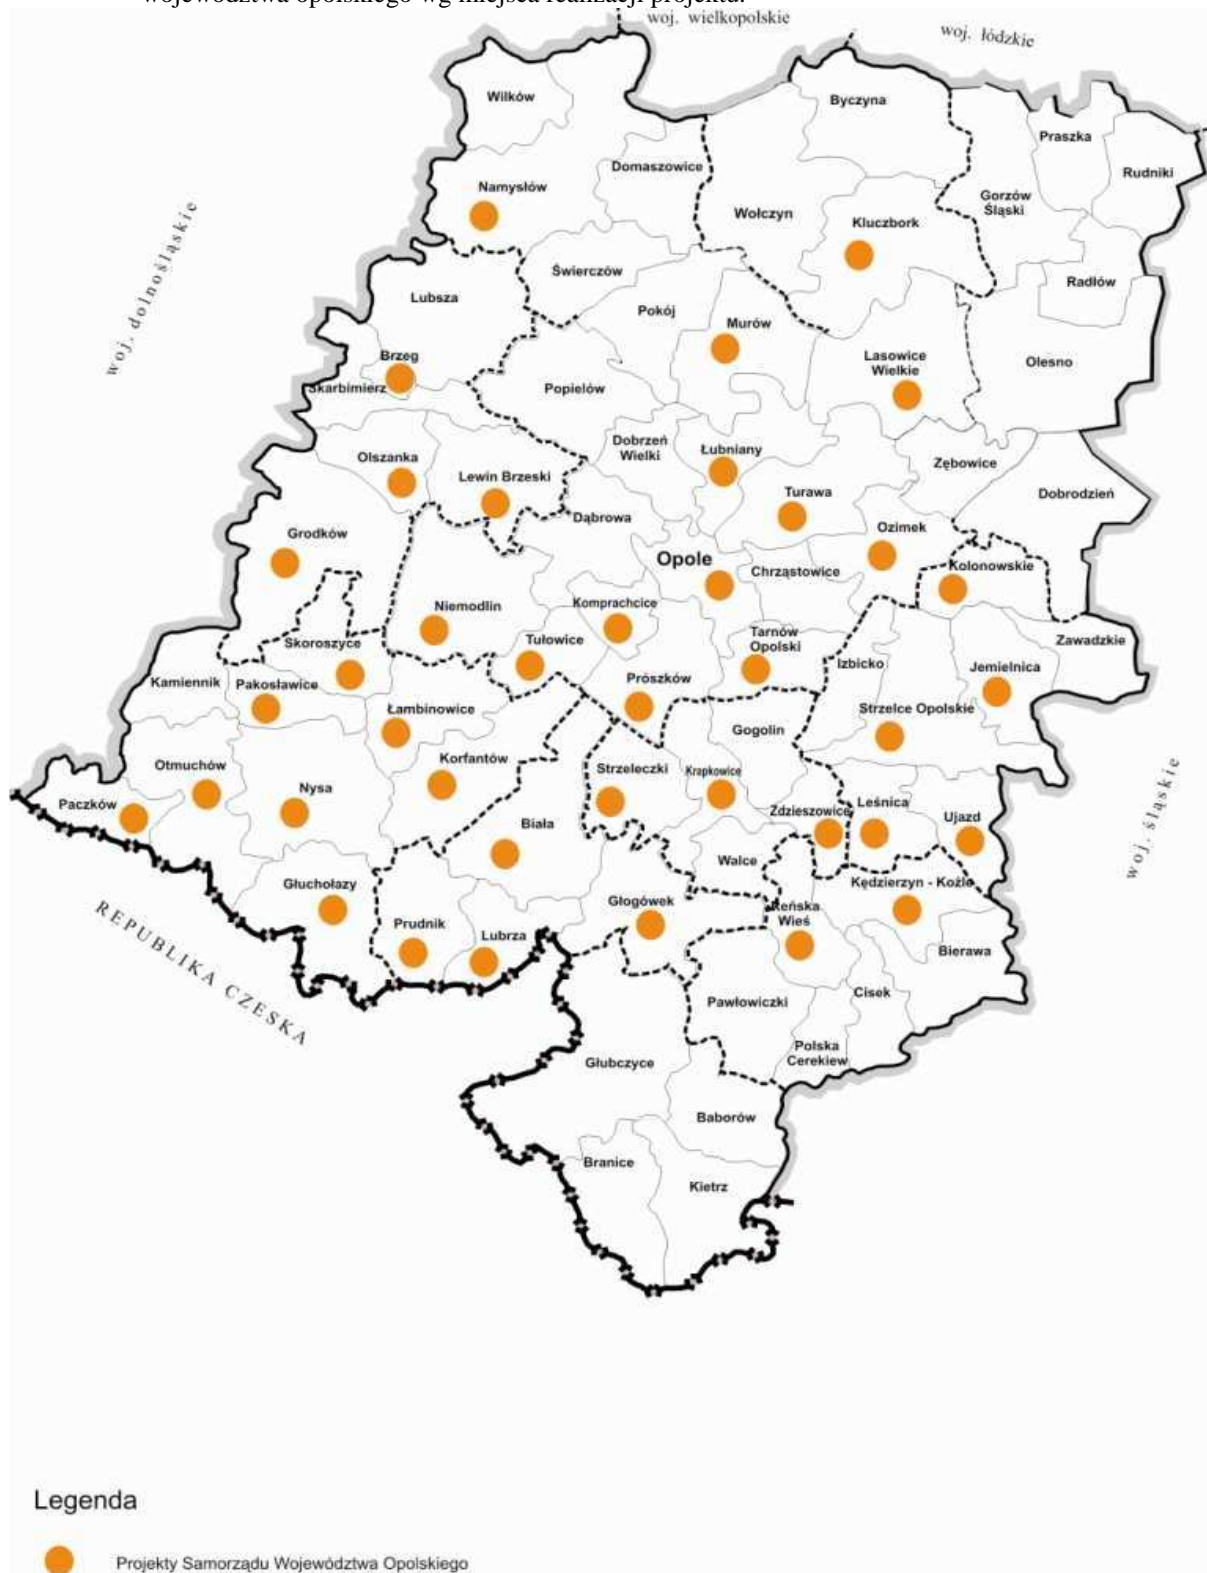 województwa opolskiego wg miejsca realizacji projektu.
woj. wielkopolskie
woj. łódzkie
Wilków
Byczyna
Praszka
Domaszowice
Rudniki
Namysłów
Gorzów
Śląski
Wołczyn
Kluczbork
woj. dolnośląskie
Świerczów
Radłów
Lubsza
Pokój
Murów
Brzeg
Lasowice
Wielkie
Olesno
Skarbimierz
Popielów
Dobrzeń
Wielki
Łubniany
Olszanka
Zębowice
Lewin Brzeski
Turawa
Dobrodzień
Dąbrowa
Ozimek
Grodków
Opole
Chrząstowice
Kolonowskie
Niemodlin
Komprachcice
Skoroszyce
Tułowice
Tarnów
Opolski
Zawadzkie
Izbicko
Jemielnica
Kamiennik
Pakosławice
Prószków
Łambinowice
Strzelce Opolskie
Gogolin
Korfantów
Otmuchów
Strzeleczki
Krapkowice
Nysa
Paczków
Zdzieszowice
Leśnica
Ujazd
Biała
woj. śląskie
Walce
Głuchołazy
Kędzierzyn - Koźle
Głogówek
Reńska
Wieś
Prudnik
Lubrza
Bierawa
REPUBLIKA CZESKA
Cisek
Pawłowiczki
Polska
Cerekiew
Głubczyce
Baborów
Branice
Kietrz
Legenda
Projekty Samorządu Województwa Opolskiego